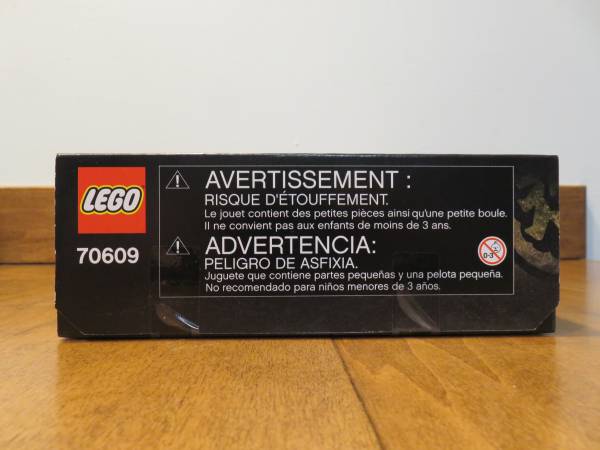 LEGO
70609
AVERTISSEMENT :
RISQUE D'ÉTOUFFEMENT.
Le jouet contient des petites pièces ainsi qu'une petite boule.
Il ne convient pas aux enfants de moins de 3 ans.
ADVERTENCIA:
PELIGRO DE ASFIXIA.
Juguete que contiene partes pequeñas y una pelota pequeña.
No recomendado para niños menores de 3 años.
0-3